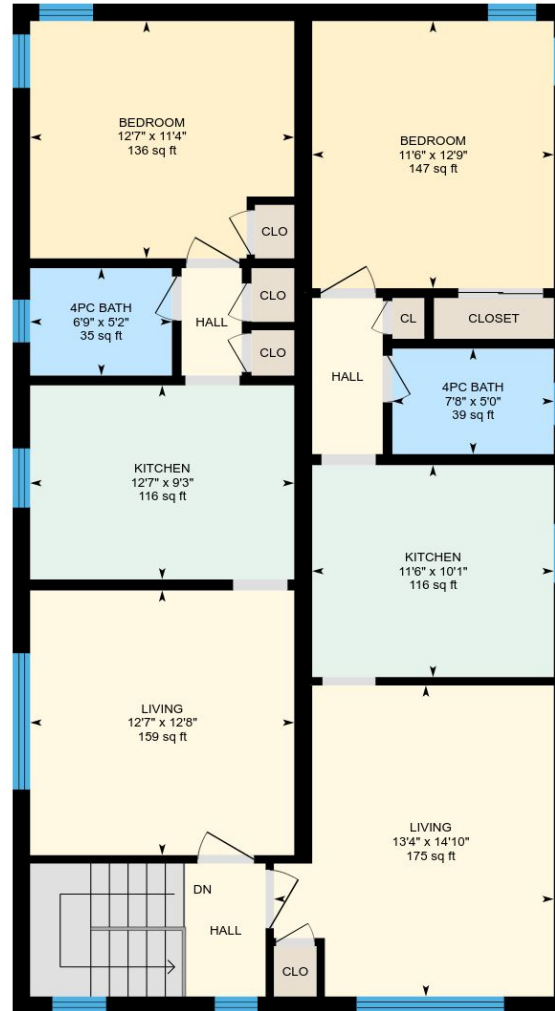 BEDROOM
12'7" x 11'4"
136 sq ft
BEDROOM
11'6" x 12'9"
147 sq ft
CLO
4PC BATH
6'9" x 5'2"
35 sq ft
HALL
CLO
CLO
CL
CLOSET
HALL
4PC BATH
7'8" x 5'0"
39 sq ft
KITCHEN
12'7" x 9'3"
116 sq ft
KITCHEN
11'6" x 10'1"
116 sq ft
LIVING
12'7" x 12'8"
159 sq ft
LIVING
13'4" x 14'10"
175 sq ft
DN
HALL
CLO